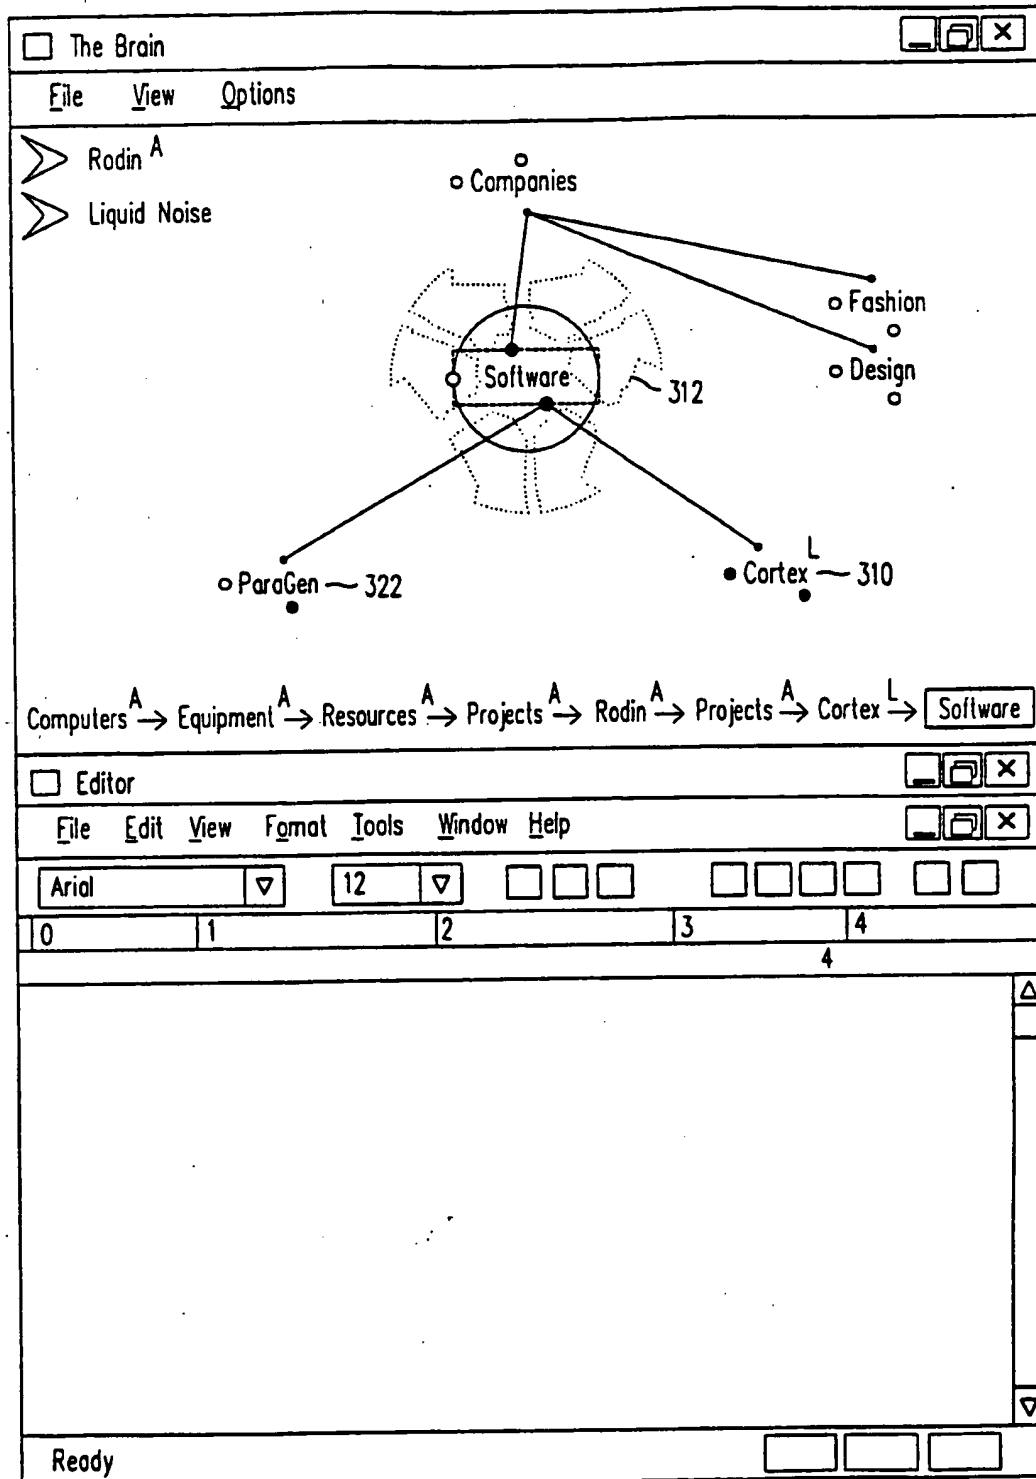 The Brain
File View Options
Rodin A
Companies
Liquid Noise
Fashion
Software
Design
312
L
ParaGen 322
Cortex 310
Computers A → Equipment A → Resources A → Projects A → Rodin A → Projects A → Cortex L → Software
Editor
File Edit View Fomat Tools Window Help
Arial 12
0 1 2 3 4
4
Ready